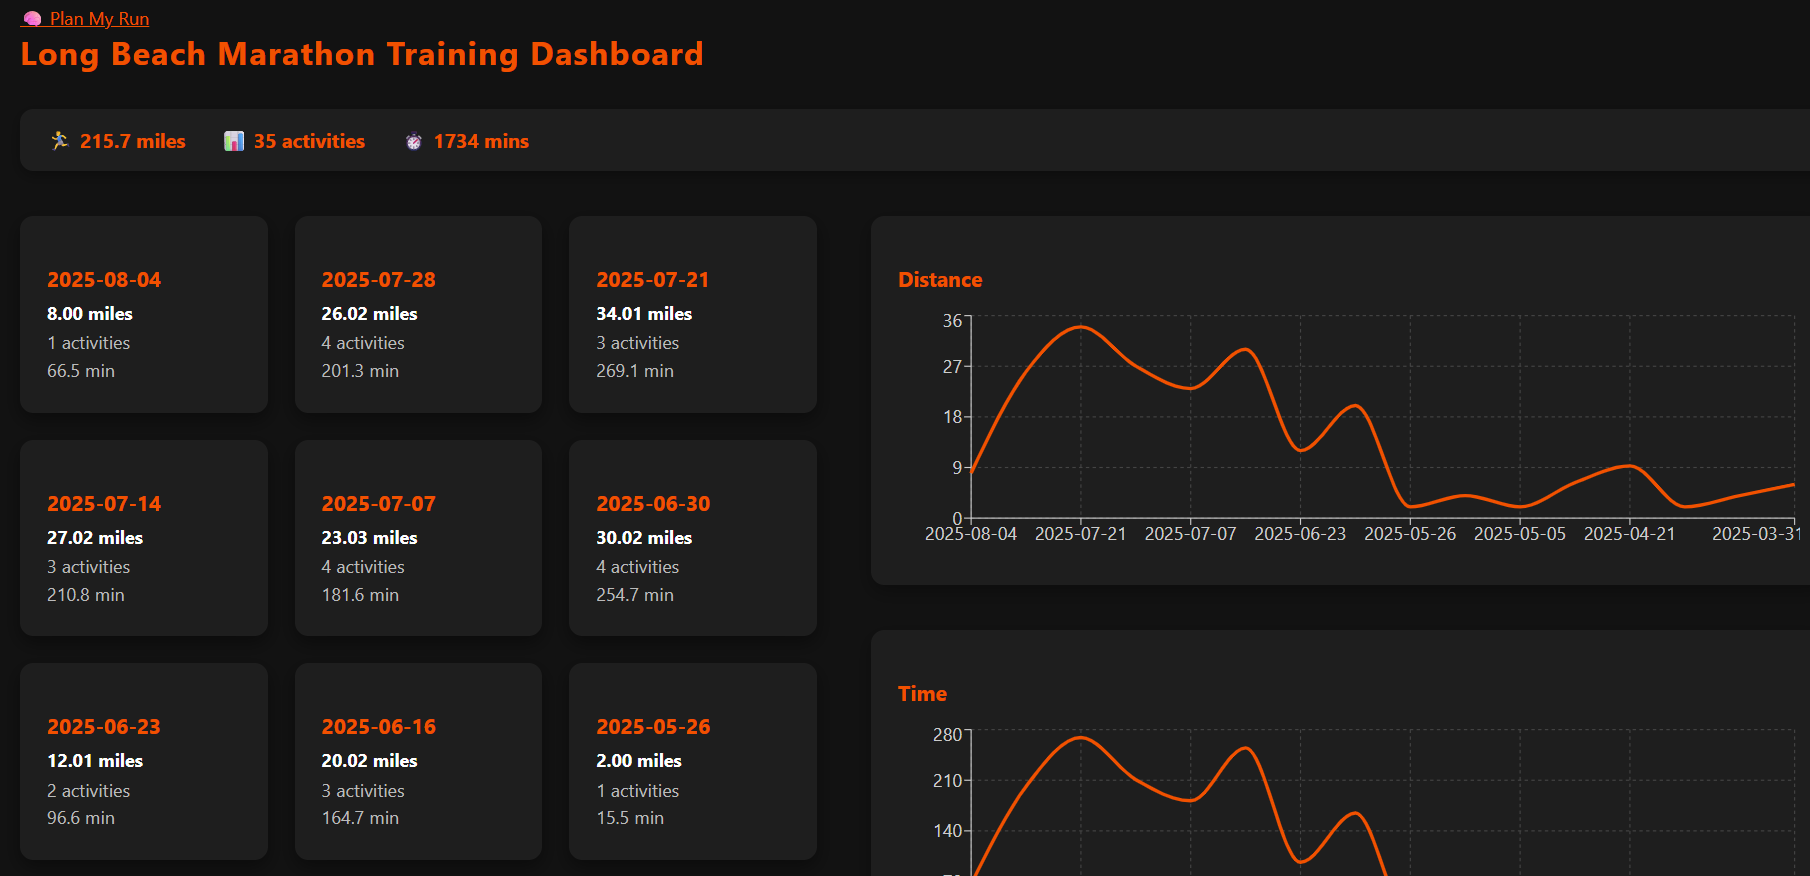 Plan My Run
Long Beach Marathon Training Dashboard
215.7 miles
35 activities
1734 mins
2025-08-04
8.00 miles
1 activities
66.5 min
2025-07-28
26.02 miles
4 activities
201.3 min
2025-07-21
34.01 miles
3 activities
269.1 min
2025-07-14
27.02 miles
3 activities
210.8 min
2025-07-07
23.03 miles
4 activities
181.6 min
2025-06-30
30.02 miles
4 activities
254.7 min
2025-06-23
12.01 miles
2 activities
96.6 min
2025-06-16
20.02 miles
3 activities
164.7 min
2025-05-26
2.00 miles
1 activities
15.5 min
Distance
36
27
18
9
0
2025-08-04 2025-07-21 2025-07-07 2025-06-23 2025-05-26 2025-05-05 2025-04-21 2025-03-31
Time
280
210
140